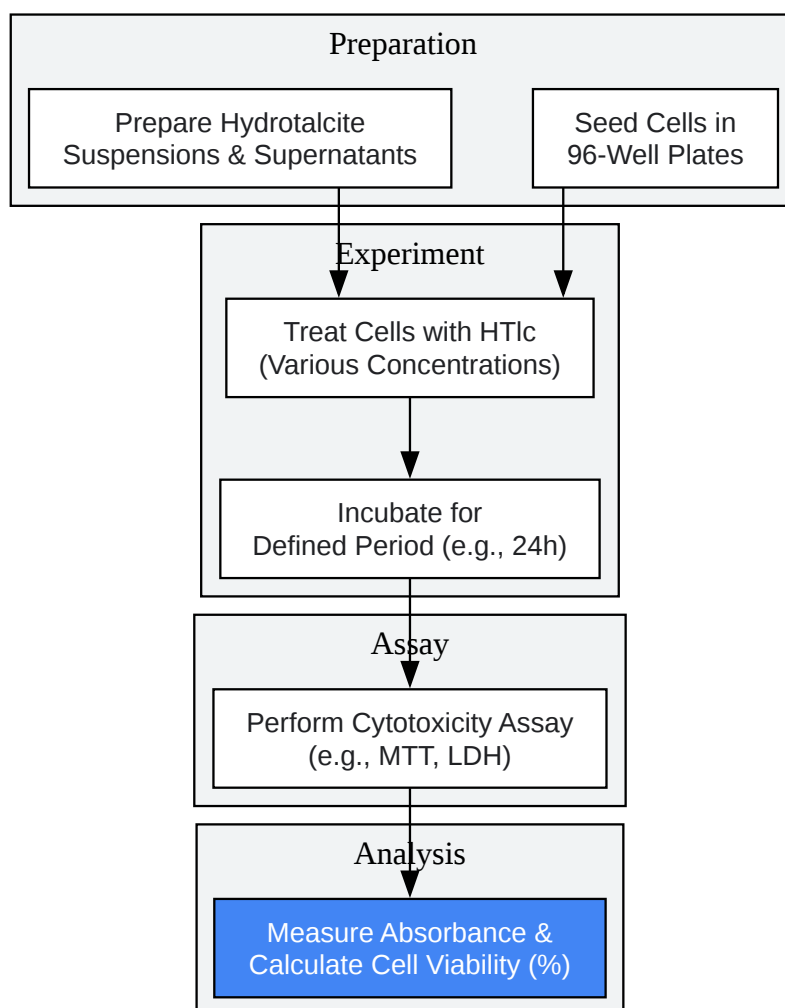 Preparation
Prepare Hydrotalcite
Suspensions & Supernatants
Seed Cells in
96-Well Plates
Experiment
Treat Cells with HTlc
(Various Concentrations)
Incubate for
Defined Period (e.g., 24h)
Assay
Perform Cytotoxicity Assay
(e.g., MTT, LDH)
Analysis
Measure Absorbance &
Calculate Cell Viability (%)